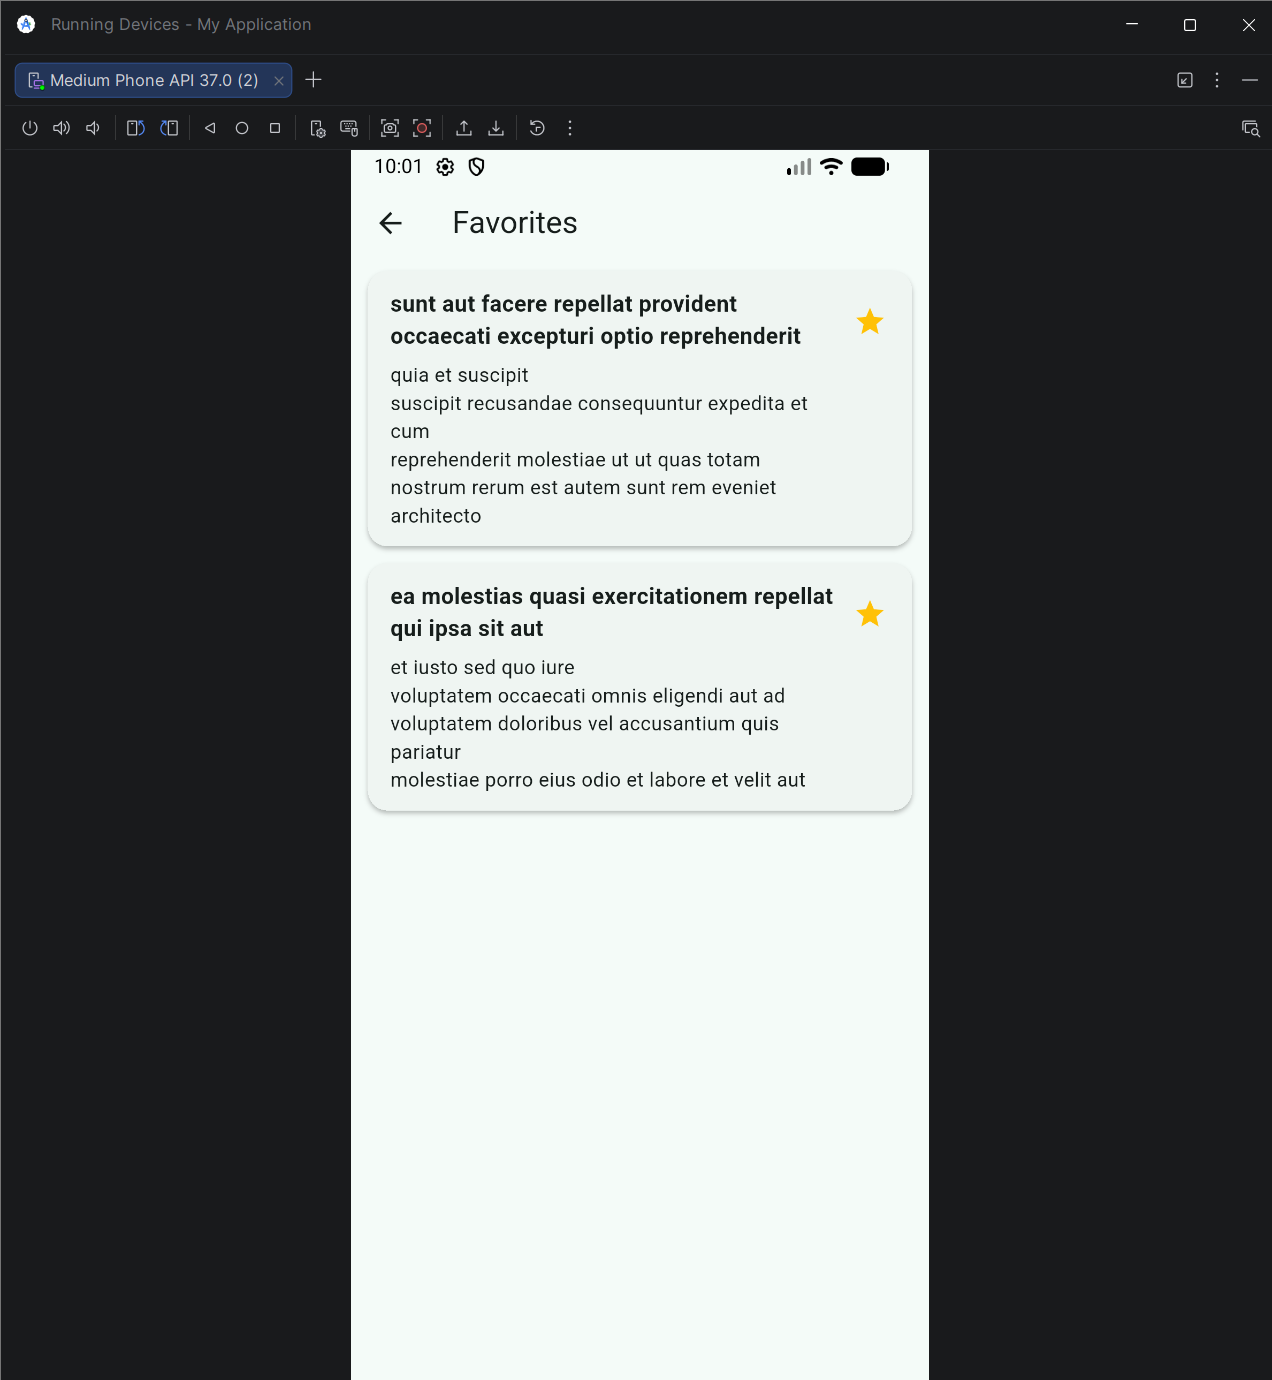 Running Devices - My Application
Medium Phone API 37.0 (2)
10:01
Favorites
sunt aut facere repellat provident
occaecati excepturi optio reprehenderit
quia et suscipit
suscipit recusandae consequuntur expedita et
cum
reprehenderit molestiae ut ut quas totam
nostrum rerum est autem sunt rem eveniet
architecto
ea molestias quasi exercitationem repellat
qui ipsa sit aut
et iusto sed quo iure
voluptatem occaecati omnis eligendi aut ad
voluptatem doloribus vel accusantium quis
pariatur
molestiae porro eius odio et labore et velit aut